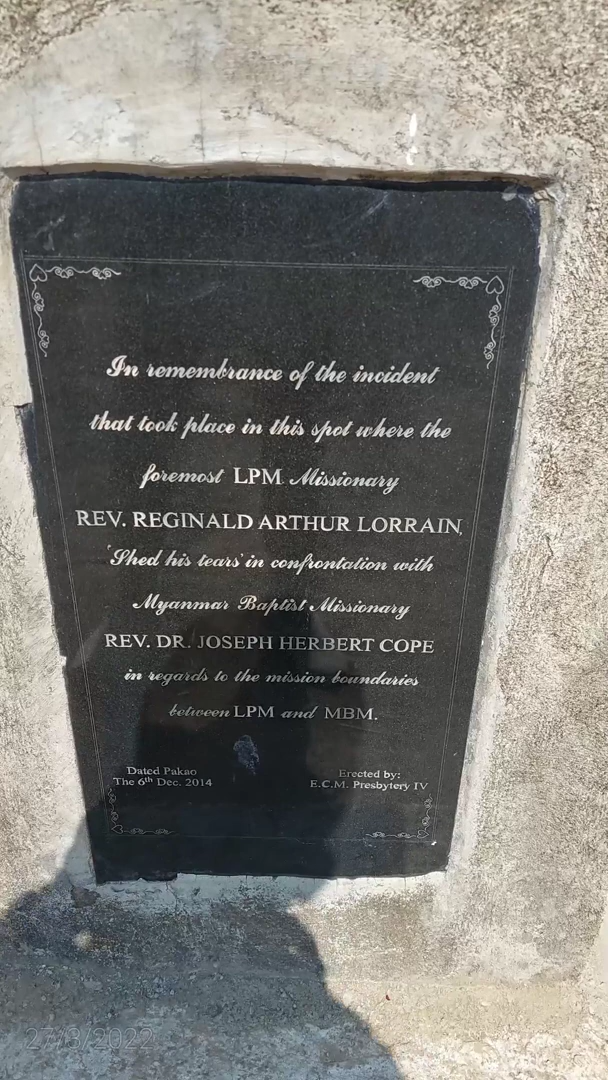 In remembrance of the incident
that took place in this spot where the
foremost LPM Missionary
REV. REGINALD ARTHUR LORRAIN,
'Shed his tears' in confrontation with
Myanmar Baptist Missionary
REV. DR. JOSEPH HERBERT COPE
in regards to the mission boundaries
between LPM and MBM.
Dated Pakao
The 6th Dec. 2014
Erected by:
E.C.M. Presbytery IV
27/3/2022